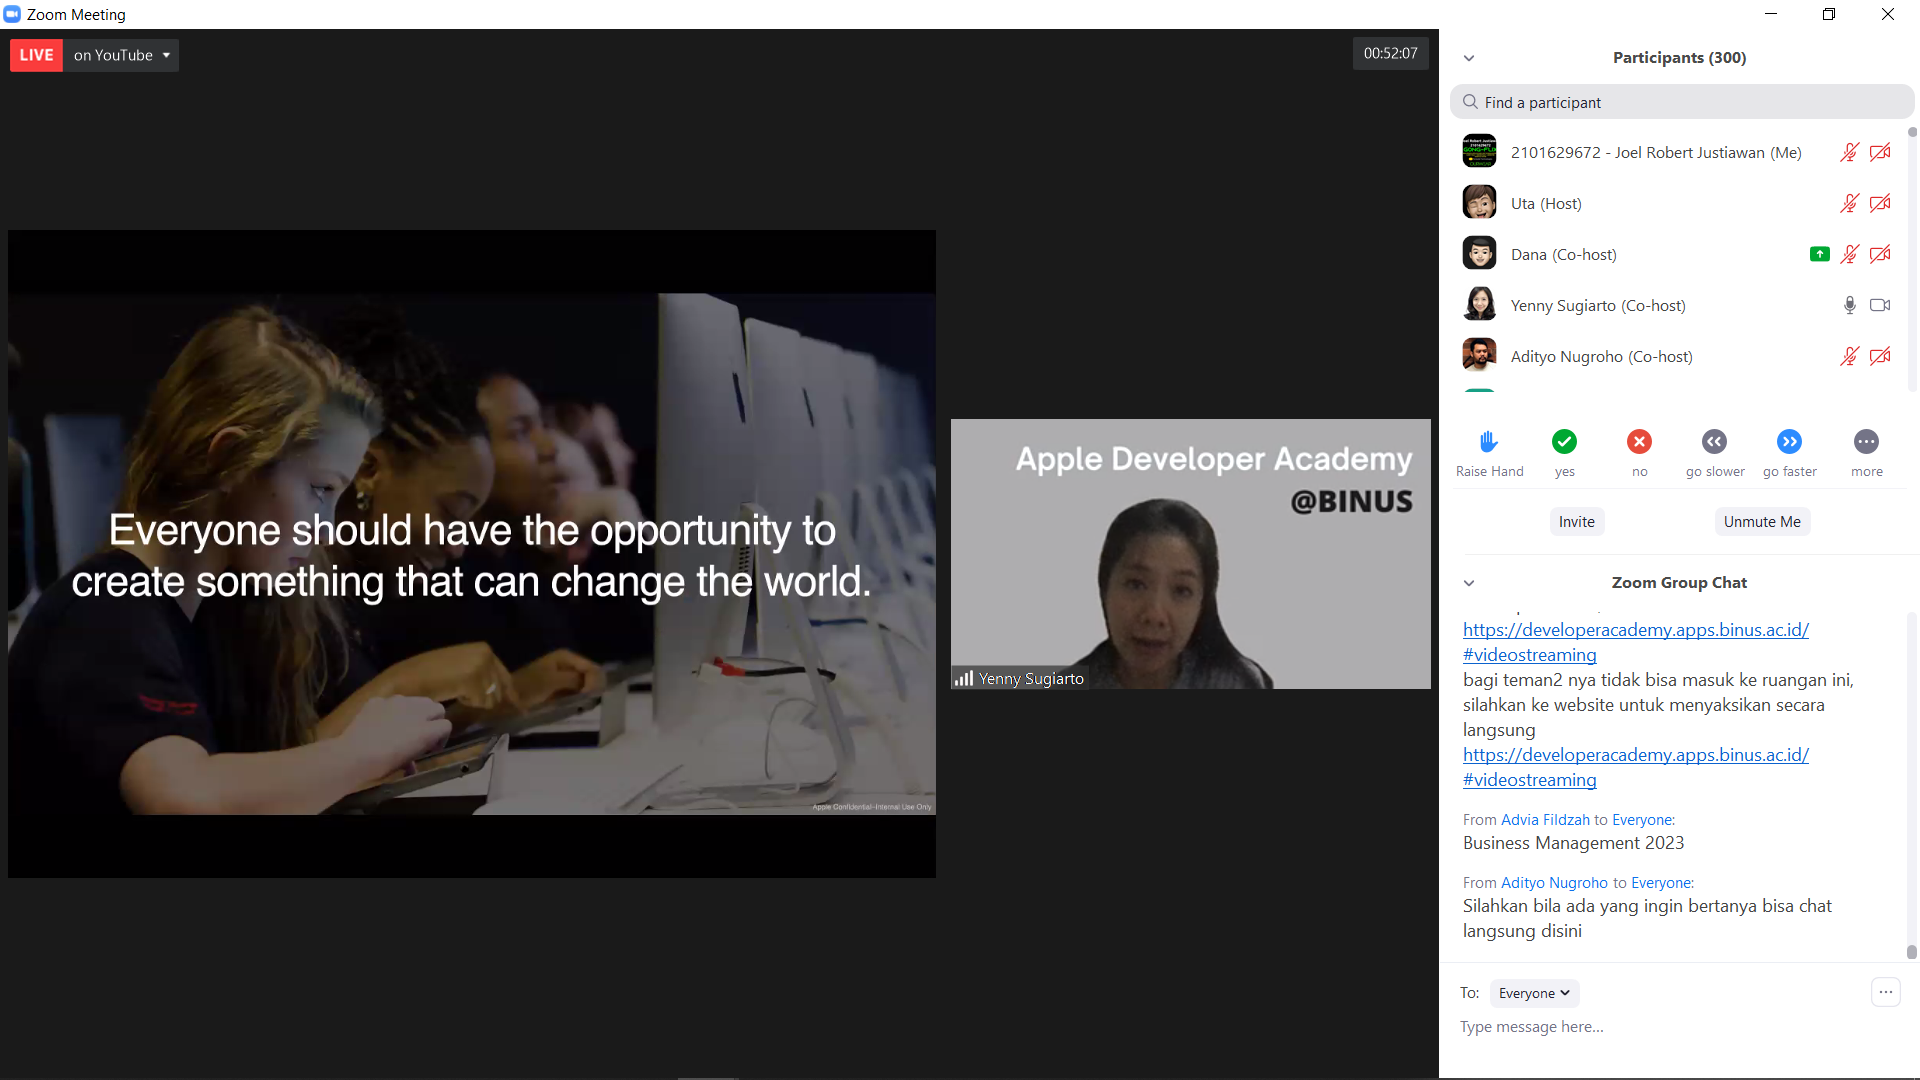 Zoom Meeting
LIVE on YouTube
00:52:07
Everyone should have the opportunity to
create something that can change the world.
Apple Confidential–Internal Use Only
Apple Developer Academy
@BINUS
Yenny Sugiarto
Participants (300)
Find a participant
2101629672 - Joel Robert Justiawan (Me)
Uta (Host)
Dana (Co-host)
Yenny Sugiarto (Co-host)
Adityo Nugroho (Co-host)
Raise Hand
yes
no
go slower
go faster
more
Invite
Unmute Me
Zoom Group Chat
https://developeracademy.apps.binus.ac.id/
#videostreaming
bagi teman2 nya tidak bisa masuk ke ruangan ini,
silahkan ke website untuk menyaksikan secara
langsung
https://developeracademy.apps.binus.ac.id/
#videostreaming
From Advia Fildzah to Everyone:
Business Management 2023
From Adityo Nugroho to Everyone:
Silahkan bila ada yang ingin bertanya bisa chat
langsung disini
To: Everyone
Type message here...